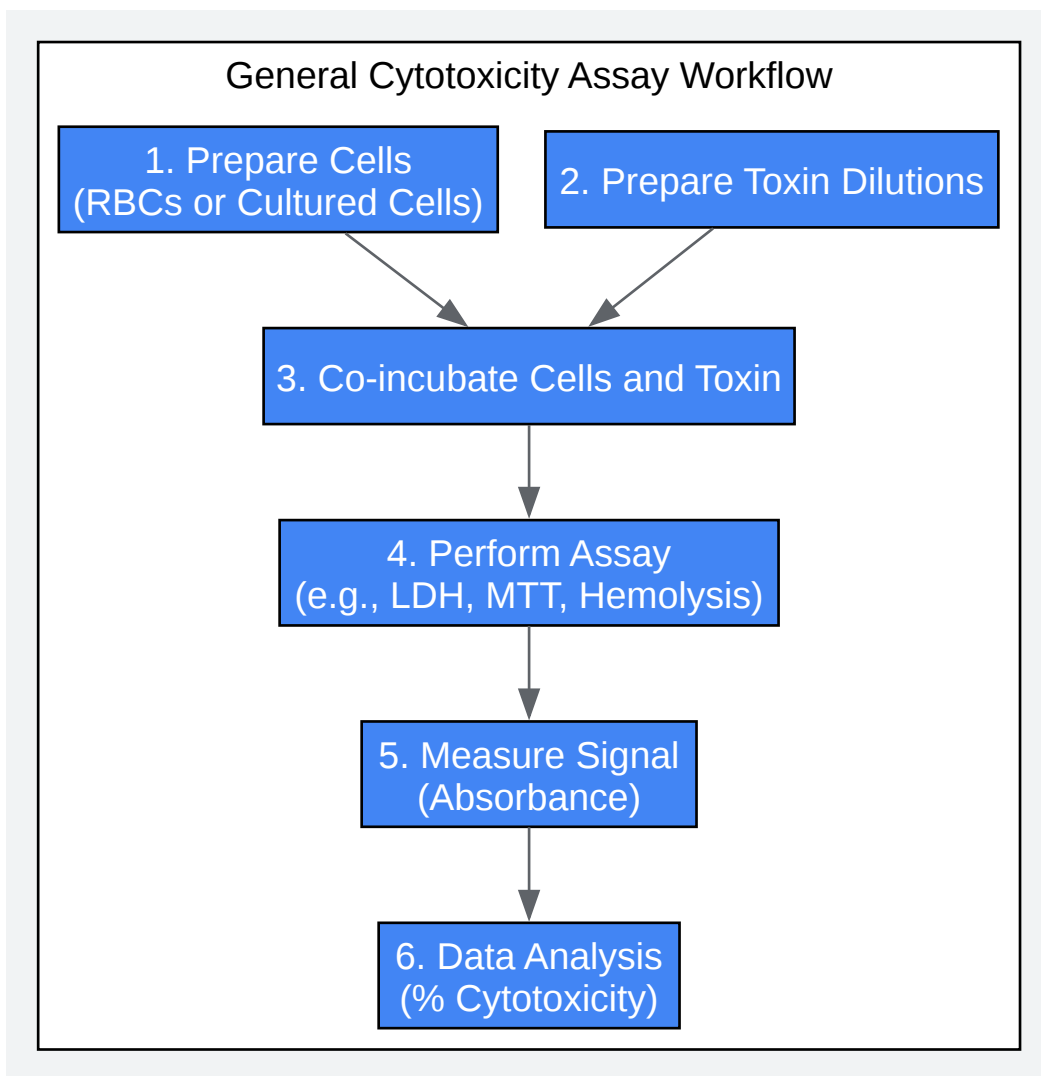 General Cytotoxicity Assay Workflow
1. Prepare Cells
(RBCs or Cultured Cells)
2. Prepare Toxin Dilutions
3. Co-incubate Cells and Toxin
4. Perform Assay
(e.g., LDH, MTT, Hemolysis)
5. Measure Signal
(Absorbance)
6. Data Analysis
(% Cytotoxicity)